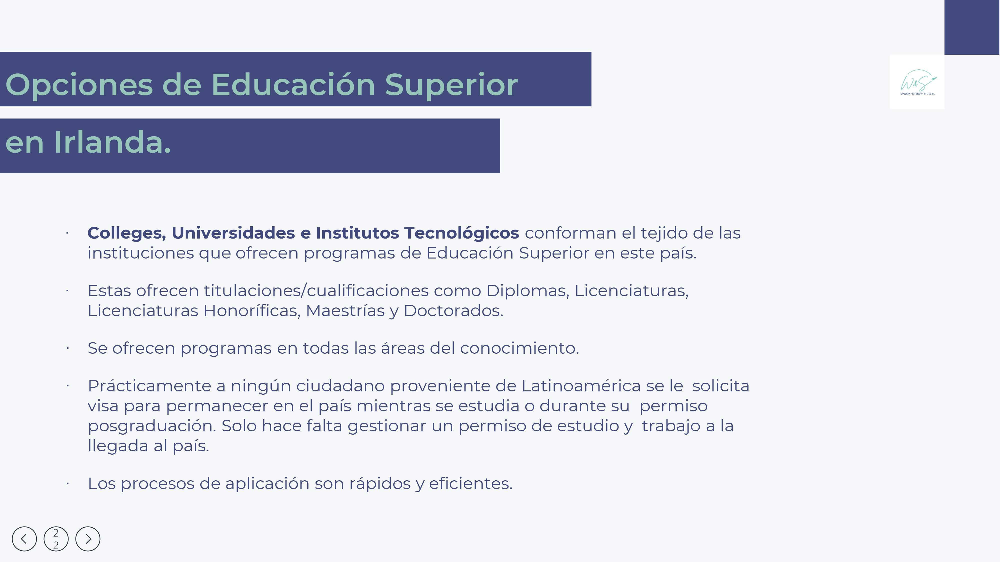 Opciones de Educación Superior
en Irlanda.
W&S
WORK·STUDY·TRAVEL
· Colleges, Universidades e Institutos Tecnológicos conforman el tejido de las
instituciones que ofrecen programas de Educación Superior en este país.
· Estas ofrecen titulaciones/cualificaciones como Diplomas, Licenciaturas,
Licenciaturas Honoríficas, Maestrías y Doctorados.
· Se ofrecen programas en todas las áreas del conocimiento.
· Prácticamente a ningún ciudadano proveniente de Latinoamérica se le  solicita
visa para permanecer en el país mientras se estudia o durante su  permiso
posgraduación. Solo hace falta gestionar un permiso de estudio y  trabajo a la
llegada al país.
· Los procesos de aplicación son rápidos y eficientes.
2
2